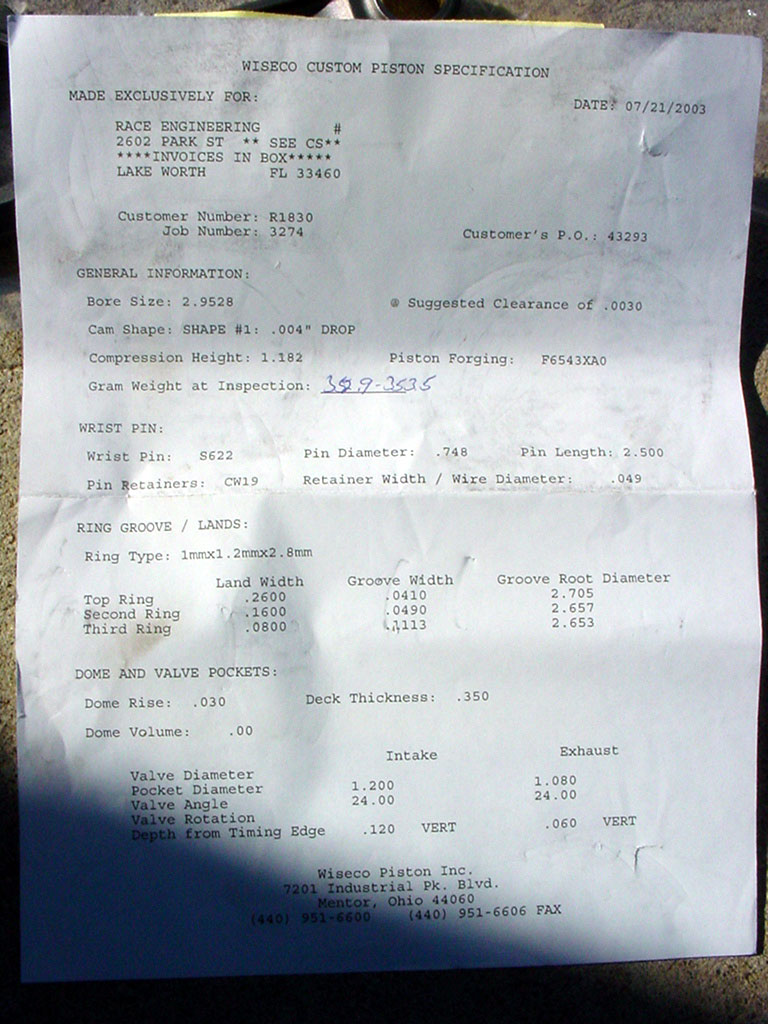 WISECO CUSTOM PISTON SPECIFICATION
MADE EXCLUSIVELY FOR:
DATE: 07/21/2003
RACE ENGINEERING #
2602 PARK ST ** SEE CS**
****INVOICES IN BOX*****
LAKE WORTH FL 33460
Customer Number: R1830
Job Number: 3274
Customer's P.O.: 43293
GENERAL INFORMATION:
Bore Size: 2.9528 @ Suggested Clearance of .0030
Cam Shape: SHAPE #1: .004" DROP
Compression Height: 1.182 Piston Forging: F6543XA0
Gram Weight at Inspection:
WRIST PIN:
Wrist Pin: S622 Pin Diameter: .748 Pin Length: 2.500
Pin Retainers: CW19 Retainer Width / Wire Diameter: .049
RING GROOVE / LANDS:
Ring Type: 1mmx1.2mmx2.8mm
Land Width Groove Width Groove Root Diameter
Top Ring .2600 .0410 2.705
Second Ring .1600 .0490 2.657
Third Ring .0800 .1113 2.653
DOME AND VALVE POCKETS:
Dome Rise: .030 Deck Thickness: .350
Dome Volume: .00
Intake Exhaust
Valve Diameter
Pocket Diameter 1.200 1.080
Valve Angle 24.00 24.00
Valve Rotation
Depth from Timing Edge .120 VERT .060 VERT
Wiseco Piston Inc.
7201 Industrial Pk. Blvd.
Mentor, Ohio 44060
(440) 951-6600 (440) 951-6606 FAX